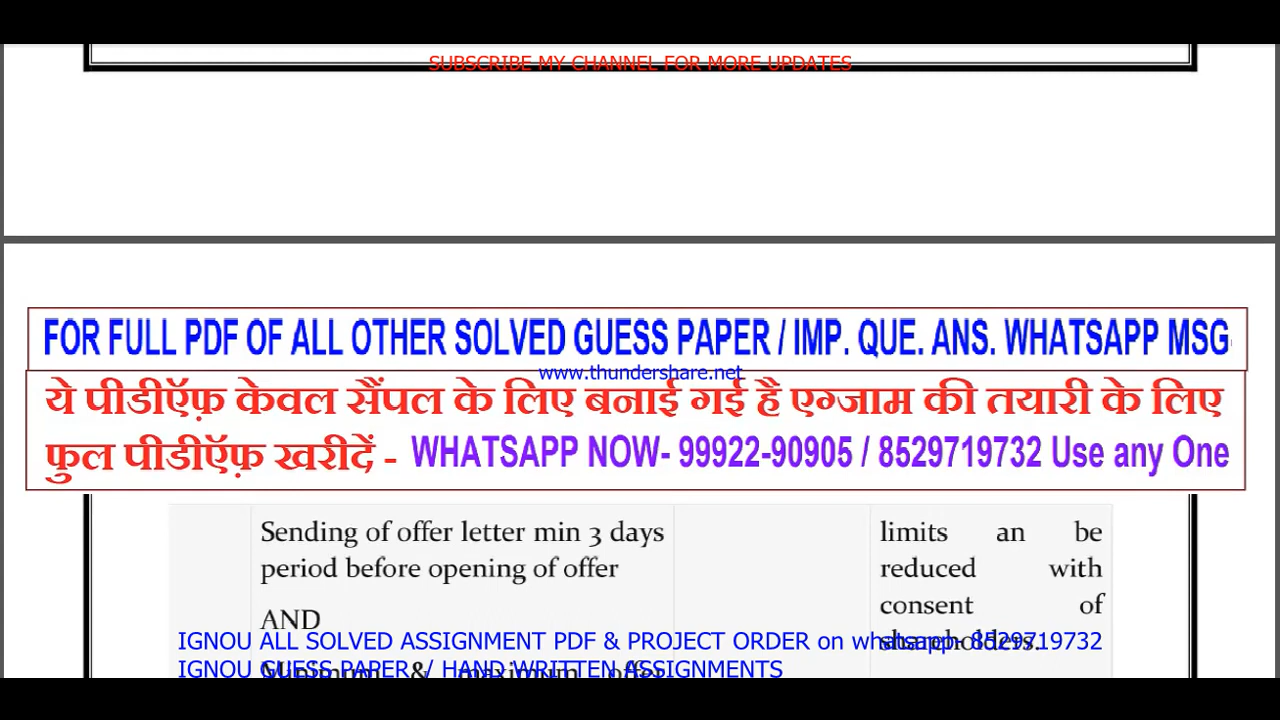 SUBSCRIBE MY CHANNEL FOR MORE UPDATES
FOR FULL PDF OF ALL OTHER SOLVED GUESS PAPER / IMP. QUE. ANS. WHATSAPP MSG
www.thundershare.net
ये पीडीऍफ़ केवल सैंपल के लिए बनाई गई है एग्जाम की तयारी के लिए
फुल पीडीऍफ़ खरीदें - WHATSAPP NOW- 99922-90905 / 8529719732 Use any One
Sending of offer letter min 3 days
period before opening of offer
AND
limits an be
reduced with
consent of
shareholders.
IGNOU ALL SOLVED ASSIGNMENT PDF & PROJECT ORDER on whatsapp- 8529719732
IGNOU GUESS PAPER / HAND WRITTEN ASSIGNMENTS
& maximum offer